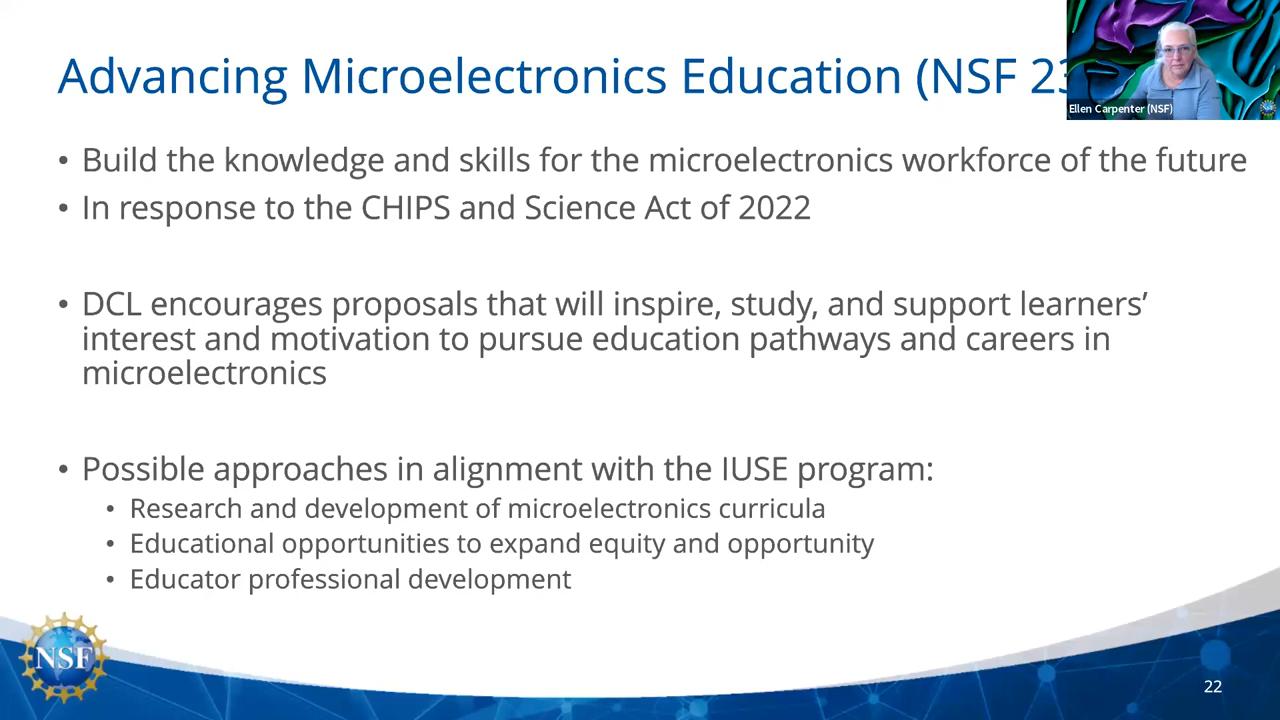 Advancing Microelectronics Education (NSF 23
Ellen Carpenter (NSF)
• Build the knowledge and skills for the microelectronics workforce of the future
• In response to the CHIPS and Science Act of 2022
• DCL encourages proposals that will inspire, study, and support learners’
interest and motivation to pursue education pathways and careers in
microelectronics
• Possible approaches in alignment with the IUSE program:
• Research and development of microelectronics curricula
• Educational opportunities to expand equity and opportunity
• Educator professional development
NSF
22